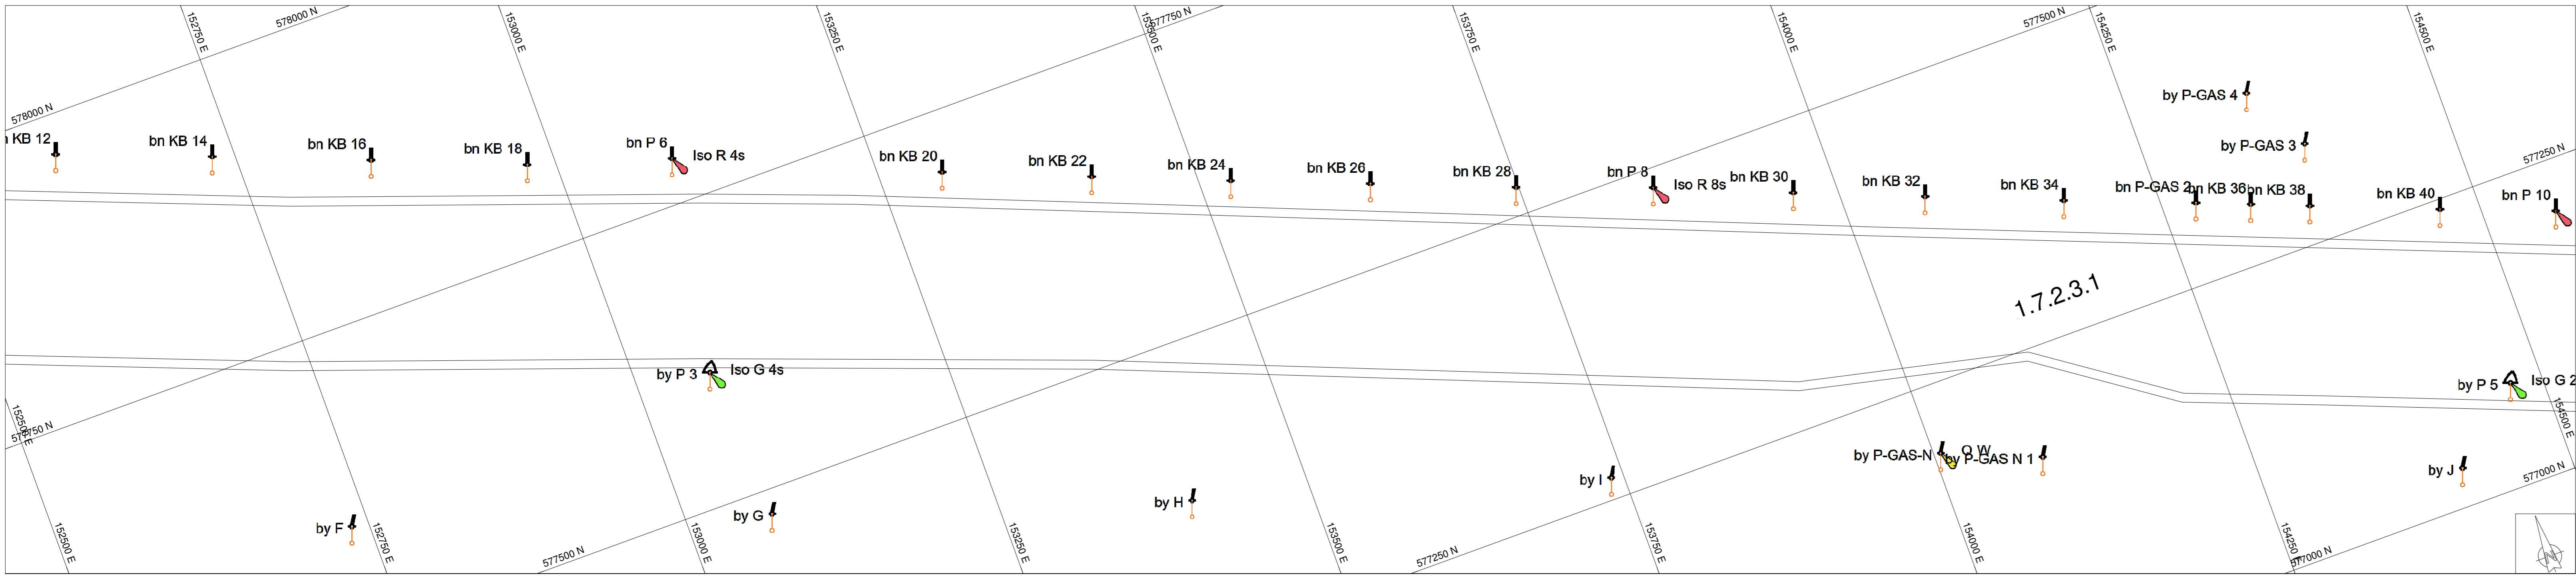 152750 E
578000 N
153000 E
153250 E
153500 E
577750 N
153750 E
154000 E
577500 N
154250 E
154500 E
578000 N
by P-GAS 4
by P-GAS 3
577250 N
KB 12
bn KB 14
bn KB 16
bn KB 18
bn P 6
Iso R 4s
bn KB 20
bn KB 22
bn KB 24
bn KB 26
bn KB 28
bn P 8
Iso R 8s
bn KB 30
bn KB 32
bn KB 34
bn P-GAS 2
bn KB 36
bn KB 38
bn KB 40
bn P 10
1.7.2.3.1
by P 3
Iso G 4s
by P 5
Iso G 2
152500 E
577750 N
154500 E
by P-GAS-N
Q W
by P-GAS N 1
by I
by J
577000 N
by H
by G
by F
152500 E
152750 E
577500 N
153000 E
153250 E
153500 E
577250 N
153750 E
154000 E
154250 E
577000 N
N